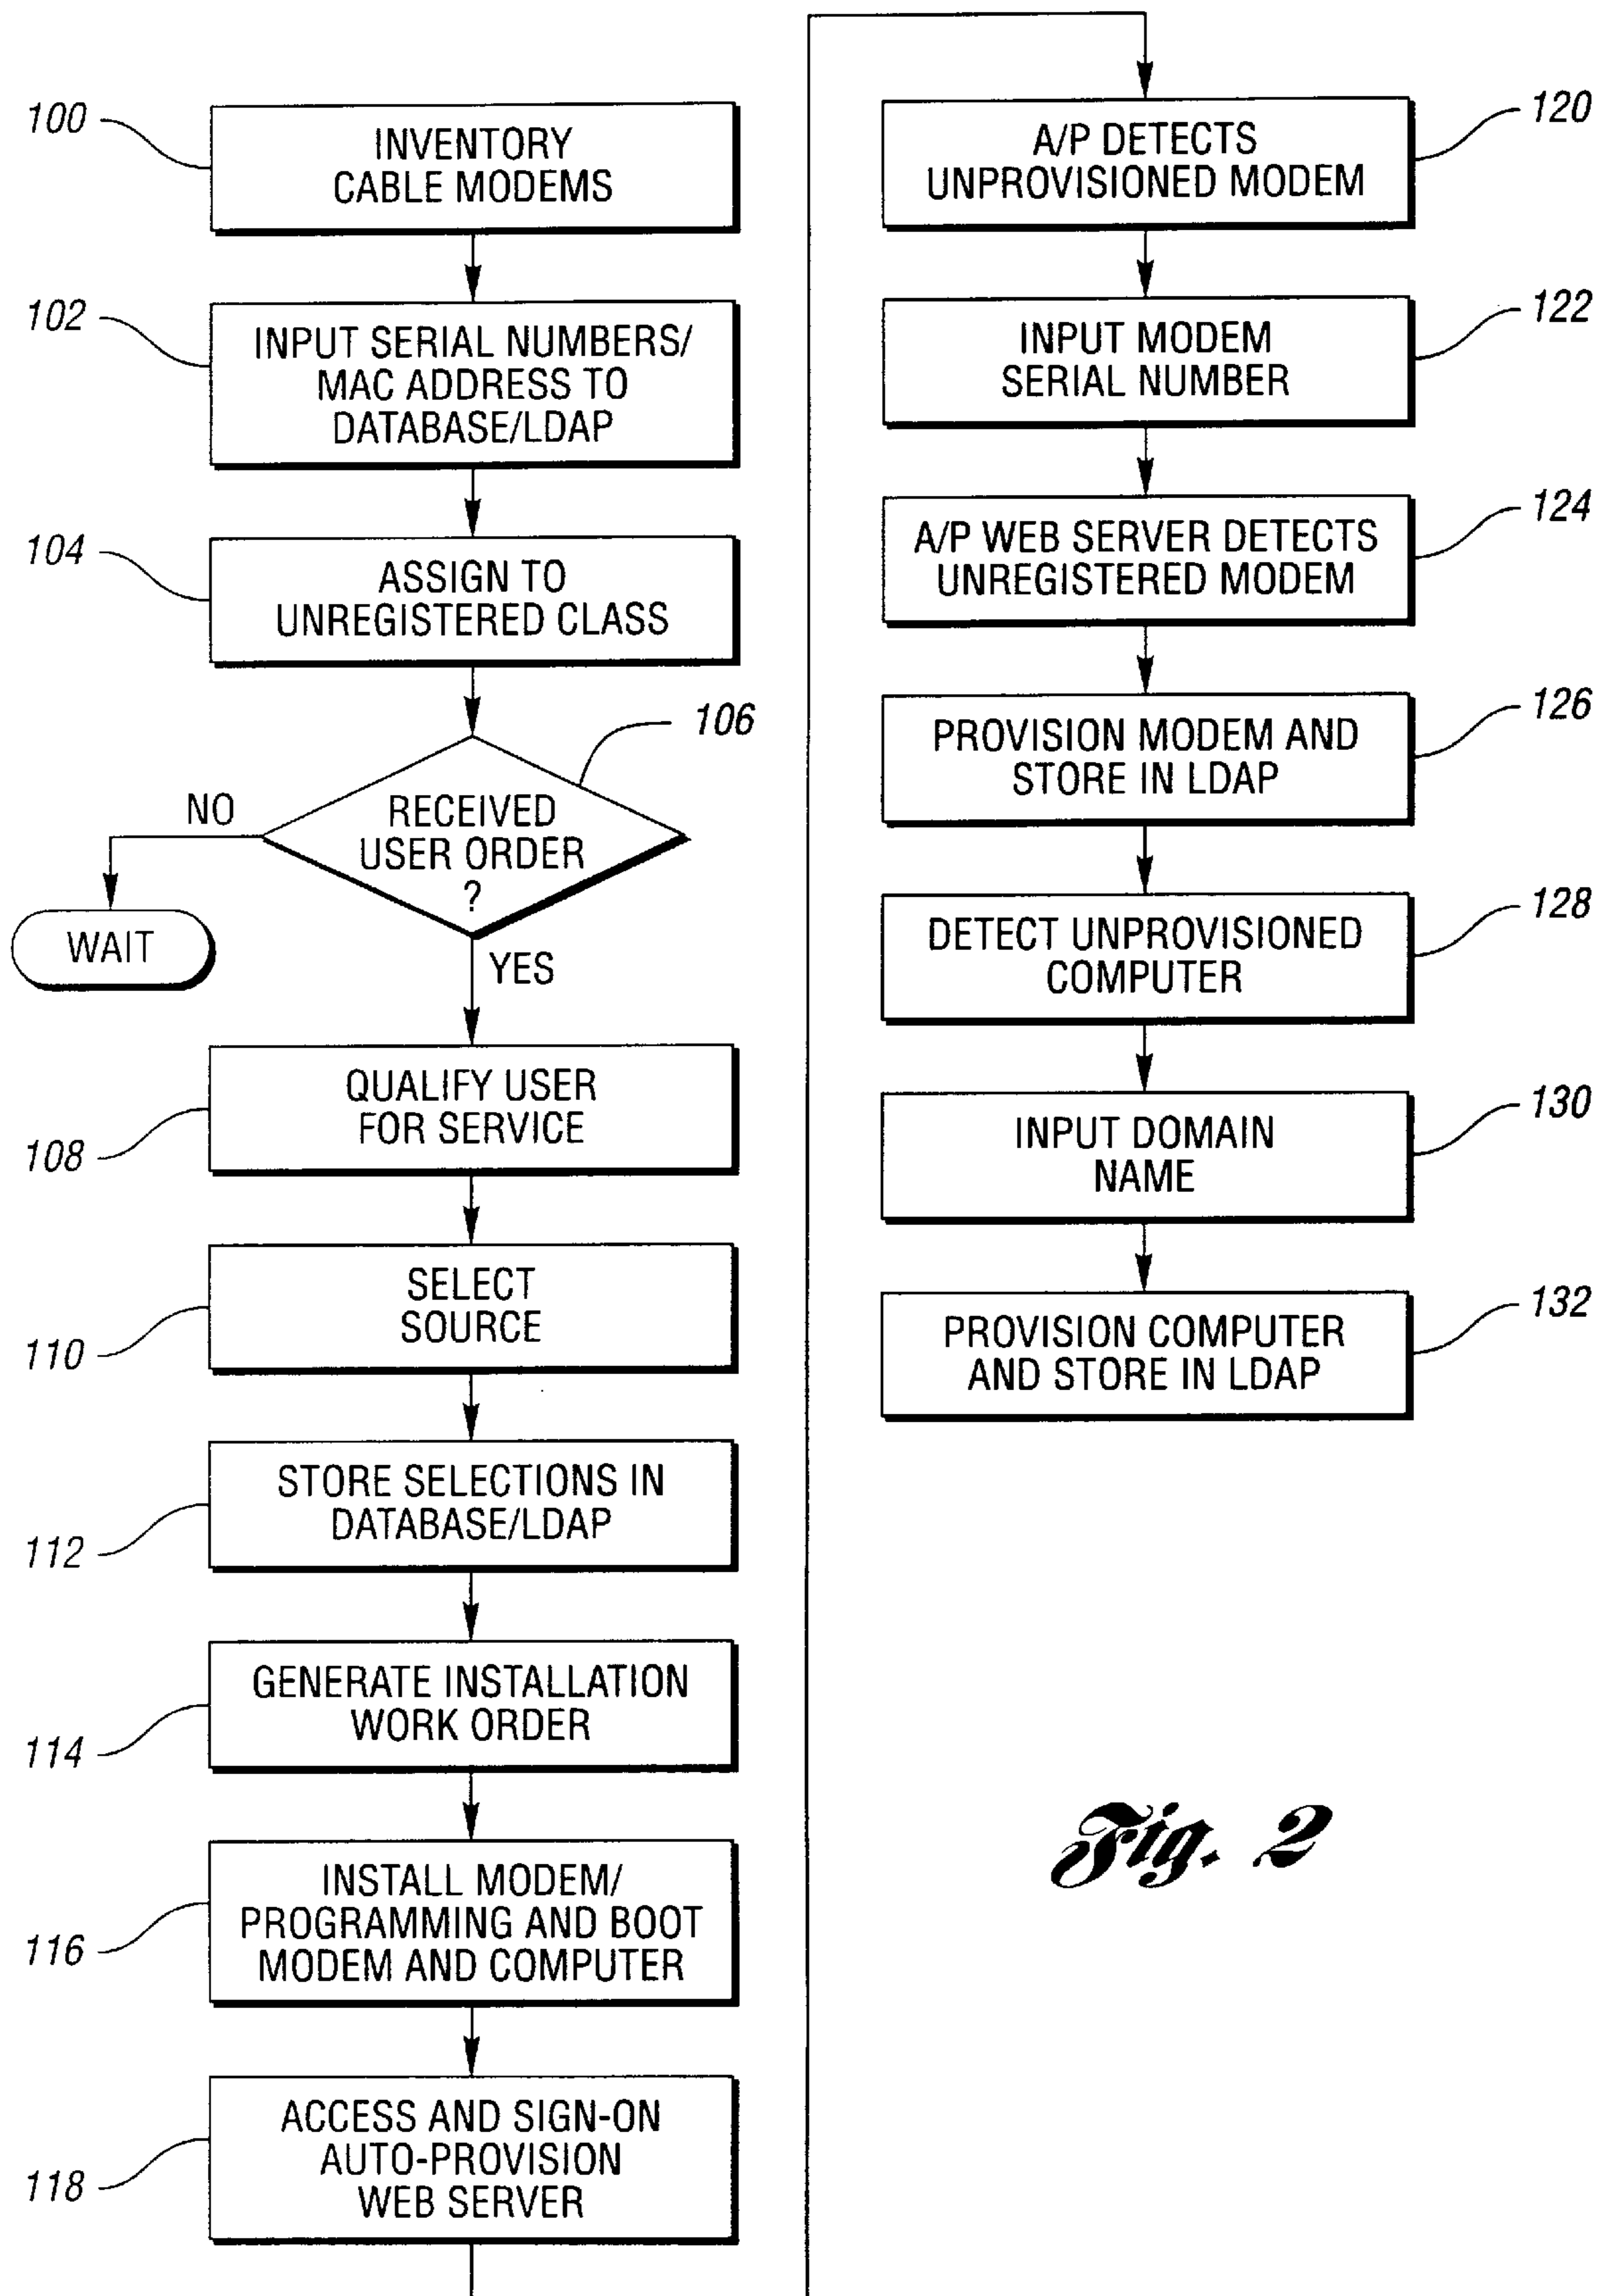 100
INVENTORY
CABLE MODEMS
102
INPUT SERIAL NUMBERS/
MAC ADDRESS TO
DATABASE/LDAP
104
ASSIGN TO
UNREGISTERED CLASS
106
RECEIVED
USER ORDER
?
NO
WAIT
YES
108
QUALIFY USER
FOR SERVICE
110
SELECT
SOURCE
112
STORE SELECTIONS IN
DATABASE/LDAP
114
GENERATE INSTALLATION
WORK ORDER
116
INSTALL MODEM/
PROGRAMMING AND BOOT
MODEM AND COMPUTER
118
ACCESS AND SIGN-ON
AUTO-PROVISION
WEB SERVER
120
A/P DETECTS
UNPROVISIONED MODEM
122
INPUT MODEM
SERIAL NUMBER
124
A/P WEB SERVER DETECTS
UNREGISTERED MODEM
126
PROVISION MODEM AND
STORE IN LDAP
128
DETECT UNPROVISIONED
COMPUTER
130
INPUT DOMAIN
NAME
132
PROVISION COMPUTER
AND STORE IN LDAP
Fig. 2